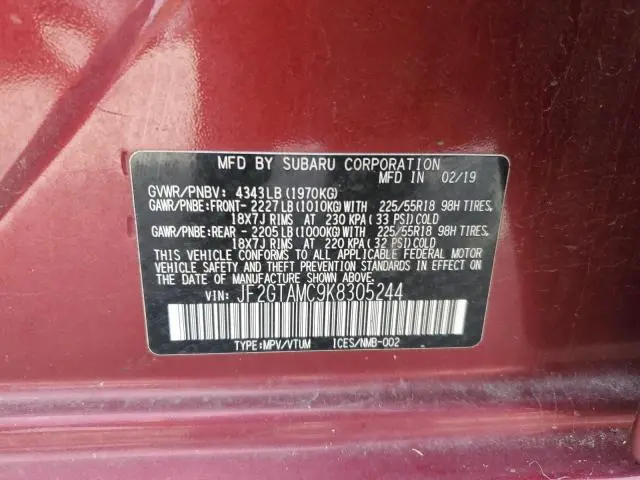 MFD BY SUBARU CORPORATION
MFD IN 02/19
GVWR/PNBV: 4343LB(1970KG)
GAWR/PNBE:FRONT- 2227LB(1010KG)WITH 225/55R18 98H TIRES,
18X7J RIMS AT 230 KPA(33 PSI)COLD
GAWR/PNBE:REAR - 2205LB(1000KG)WITH 225/55R18 98H TIRES,
18X7J RIMS AT 220 KPA(32 PSI)COLD
THIS VEHICLE CONFORMS TO ALL APPLICABLE FEDERAL MOTOR
VEHICLE SAFETY AND THEFT PREVENTION STANDARDS IN EFFECT ON
THE DATE OF MANUFACTURE SHOWN ABOVE.
VIN: JF2GTAMC9K8305244
TYPE:MPV/VTUM ICES/NMB-002